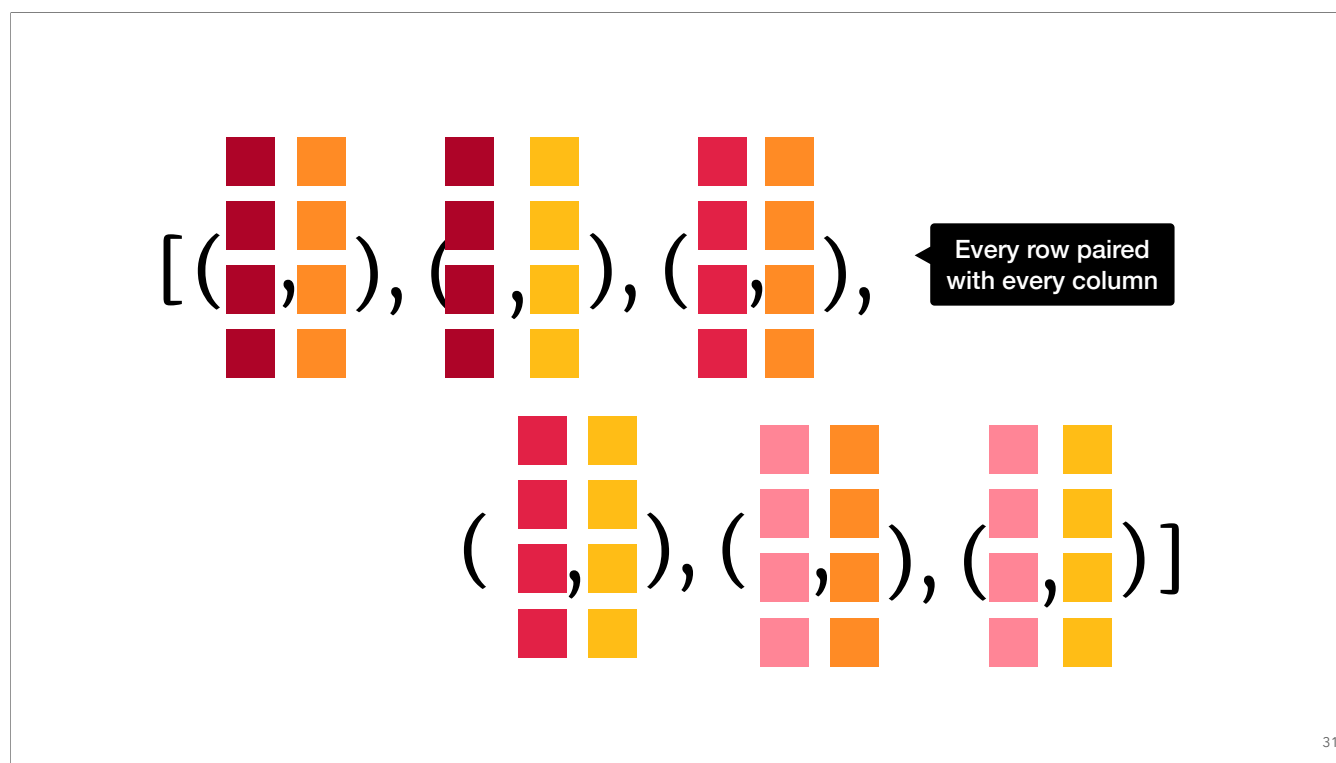 [( , ), ( , ), ( , ),
Every row paired
with every column
( , ), ( , ), ( , )]
31